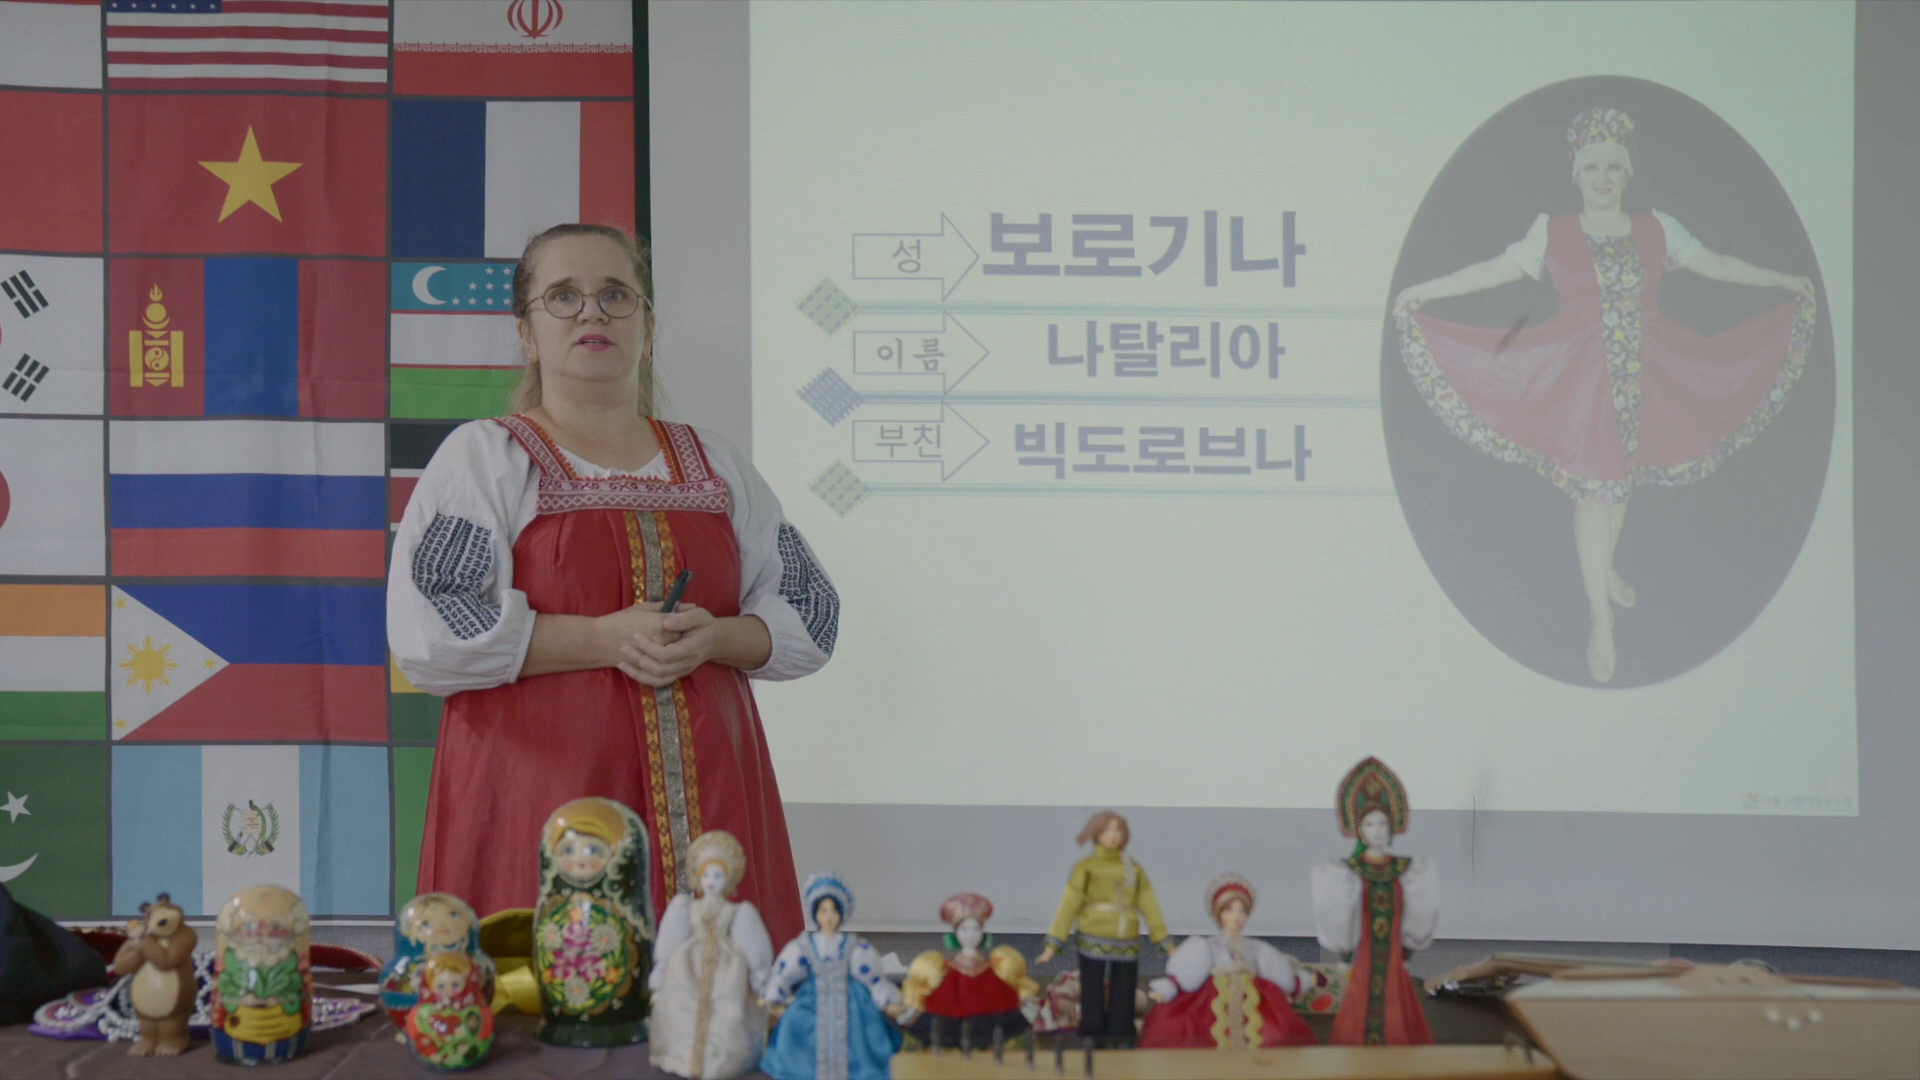 성 보로기나
이름 나탈리아
부친 빅도로브나